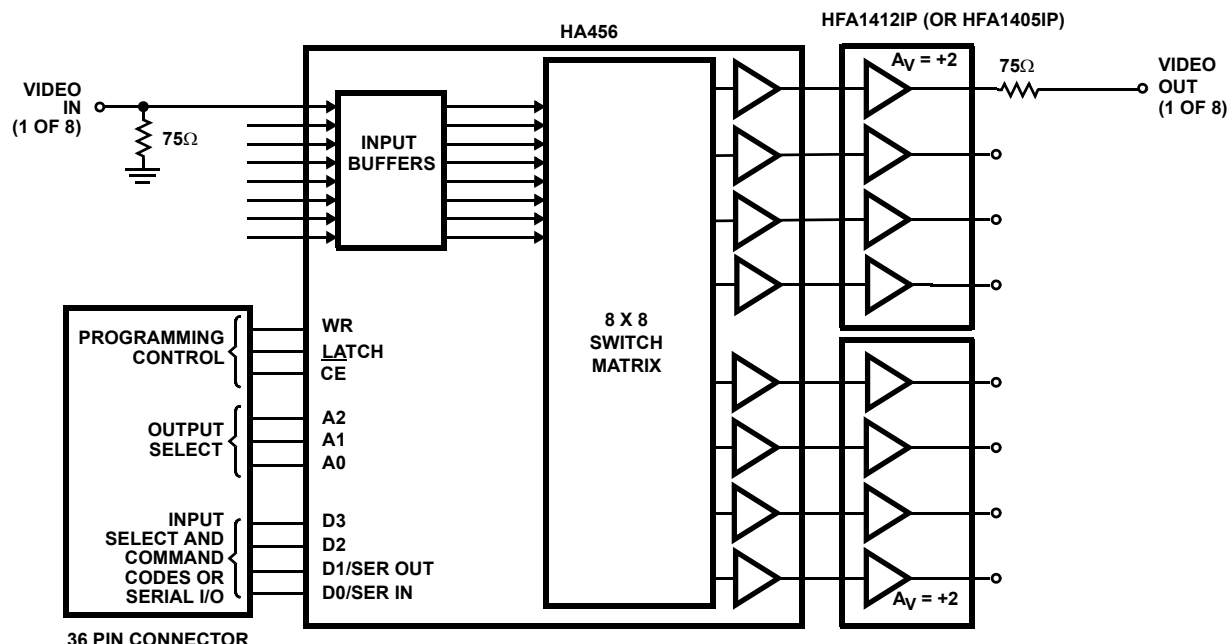 HFA1412IP (OR HFA1405IP)
HA456
A_V = +2
75Ω
VIDEO
OUT
(1 OF 8)
VIDEO
IN
(1 OF 8)
75Ω
INPUT
BUFFERS
8 X 8
SWITCH
MATRIX
PROGRAMMING
CONTROL
WR
LATCH
CE
OUTPUT
SELECT
A2
A1
A0
INPUT
SELECT AND
COMMAND
CODES OR
SERIAL I/O
D3
D2
D1/SER OUT
D0/SER IN
A_V = +2
36 PIN CONNECTOR